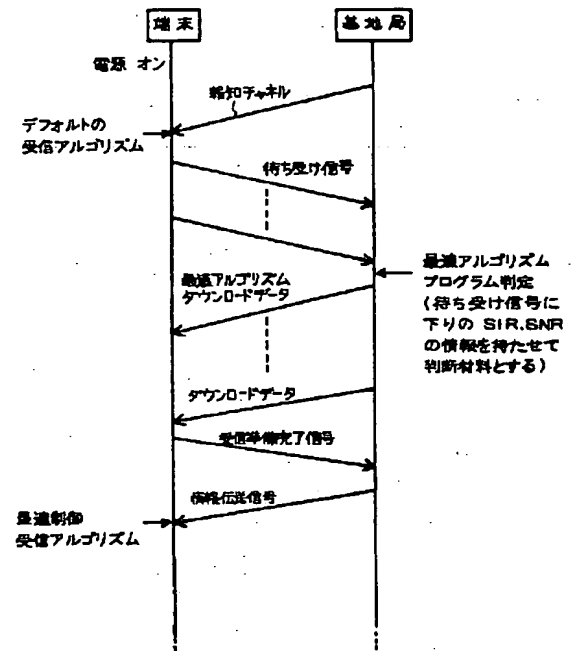 端末
基地局
電源 オン
報知チャネル
デフォルトの
受信アルゴリズム
待ち受け信号
最適アルゴリズム
プログラム判定
(待ち受け信号に
下りの SIR,SNR
の情報を持たせて
判断材料とする)
最適アルゴリズム
ダウンロードデータ
ダウンロードデータ
受信準備完了信号
情報伝送信号
最適制御
受信アルゴリズム